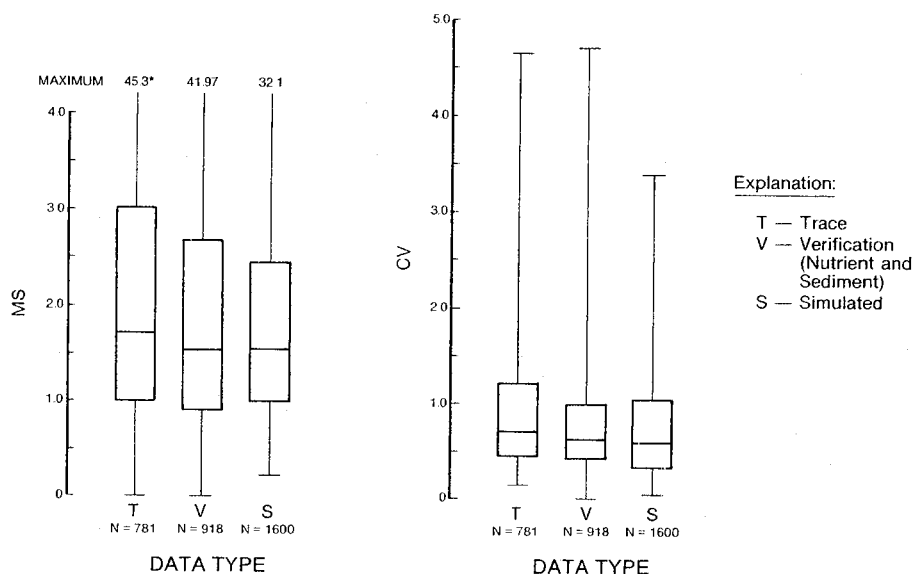 MAXIMUM 45.3* 41.97 32.1
4.0
3.0
2.0
1.0
0
MS
T V S
N = 781 N = 918 N = 1600
DATA TYPE
5.0
4.0
3.0
2.0
1.0
0
CV
T V S
N = 781 N = 918 N = 1600
DATA TYPE
Explanation:
T — Trace
V — Verification
(Nutrient and
Sediment)
S — Simulated